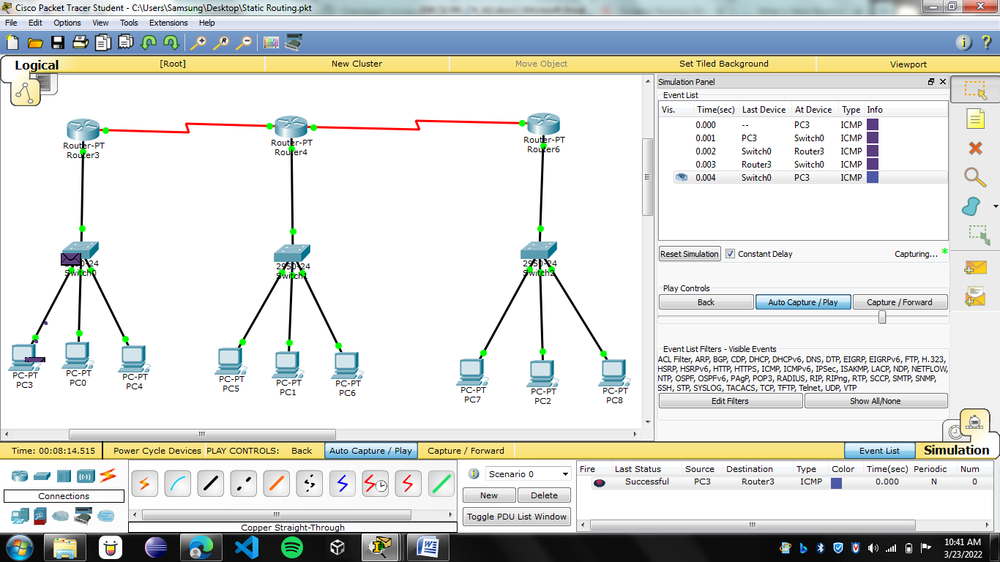 Cisco Packet Tracer Student - C:\Users\Samsung\Desktop\Static Routing.pkt
File Edit Options View Tools Extensions Help
Logical [Root] New Cluster Move Object Set Tiled Background Viewport
Router-PT
Router3
Router-PT
Router4
Router-PT
Router6
2950-24
Switch0
2950-24
Switch1
2950-24
Switch2
PC-PT
PC3
PC-PT
PC0
PC-PT
PC4
PC-PT
PC5
PC-PT
PC1
PC-PT
PC6
PC-PT
PC7
PC-PT
PC2
PC-PT
PC8
Simulation Panel
Event List
Vis. Time(sec) Last Device At Device Type Info
0.000 -- PC3 ICMP
0.001 PC3 Switch0 ICMP
0.002 Switch0 Router3 ICMP
0.003 Router3 Switch0 ICMP
0.004 Switch0 PC3 ICMP
Reset Simulation Constant Delay Capturing... *
Play Controls
Back Auto Capture / Play Capture / Forward
Event List Filters - Visible Events
ACL Filter, ARP, BGP, CDP, DHCP, DHCPv6, DNS, DTP, EIGRP, EIGRPv6, FTP, H.323,
HSRP, HSRPv6, HTTP, HTTPS, ICMP, ICMPv6, IPSec, ISAKMP, LACP, NDP, NETFLOW,
NTP, OSPF, OSPFv6, PAgP, POP3, RADIUS, RIP, RIPng, RTP, SCCP, SMTP, SNMP,
SSH, STP, SYSLOG, TACACS, TCP, TFTP, Telnet, UDP, VTP
Edit Filters Show All/None
Time: 00:08:14.515 Power Cycle Devices PLAY CONTROLS: Back Auto Capture / Play Capture / Forward Event List Simulation
Connections
Copper Straight-Through
Scenario 0
New Delete
Toggle PDU List Window
Fire Last Status Source Destination Type Color Time(sec) Periodic Num
Successful PC3 Router3 ICMP 0.000 N 0
10:41 AM
3/23/2022